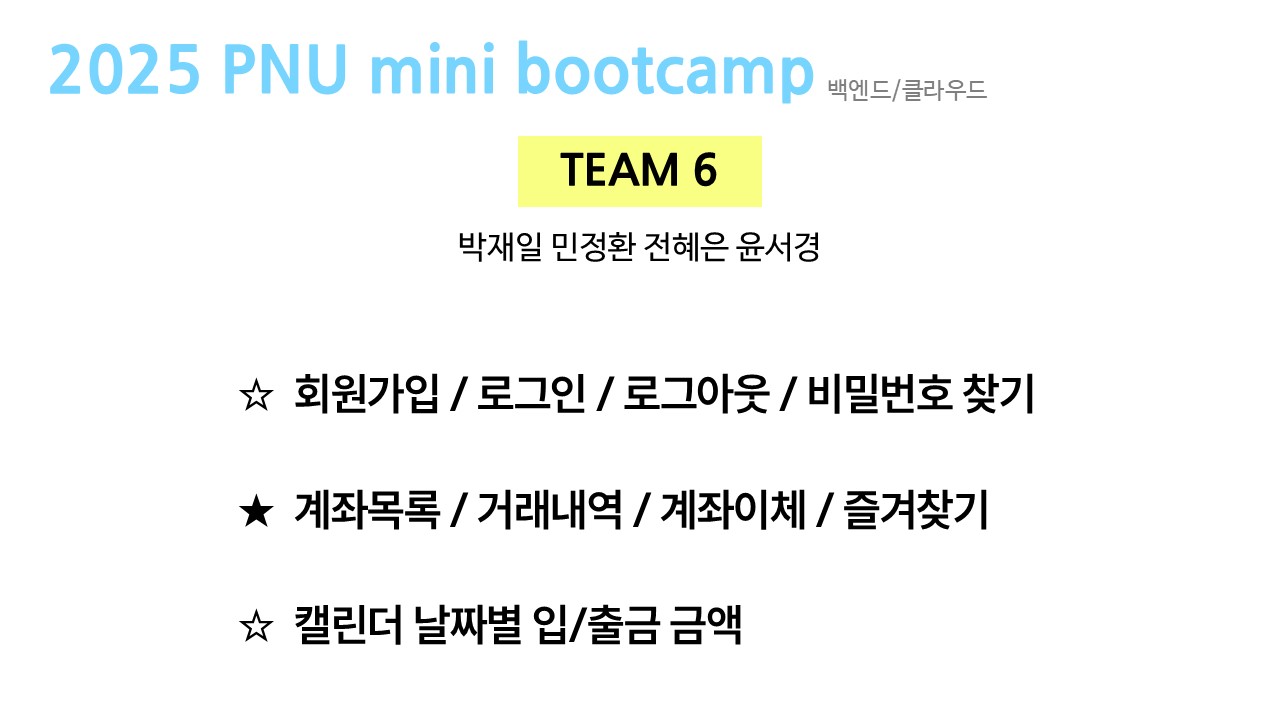 2025 PNU mini bootcamp 백엔드/클라우드
TEAM 6
박재일 민정환 전혜은 윤서경
☆ 회원가입 / 로그인 / 로그아웃 / 비밀번호 찾기
★ 계좌목록 / 거래내역 / 계좌이체 / 즐겨찾기
☆ 캘린더 날짜별 입/출금 금액